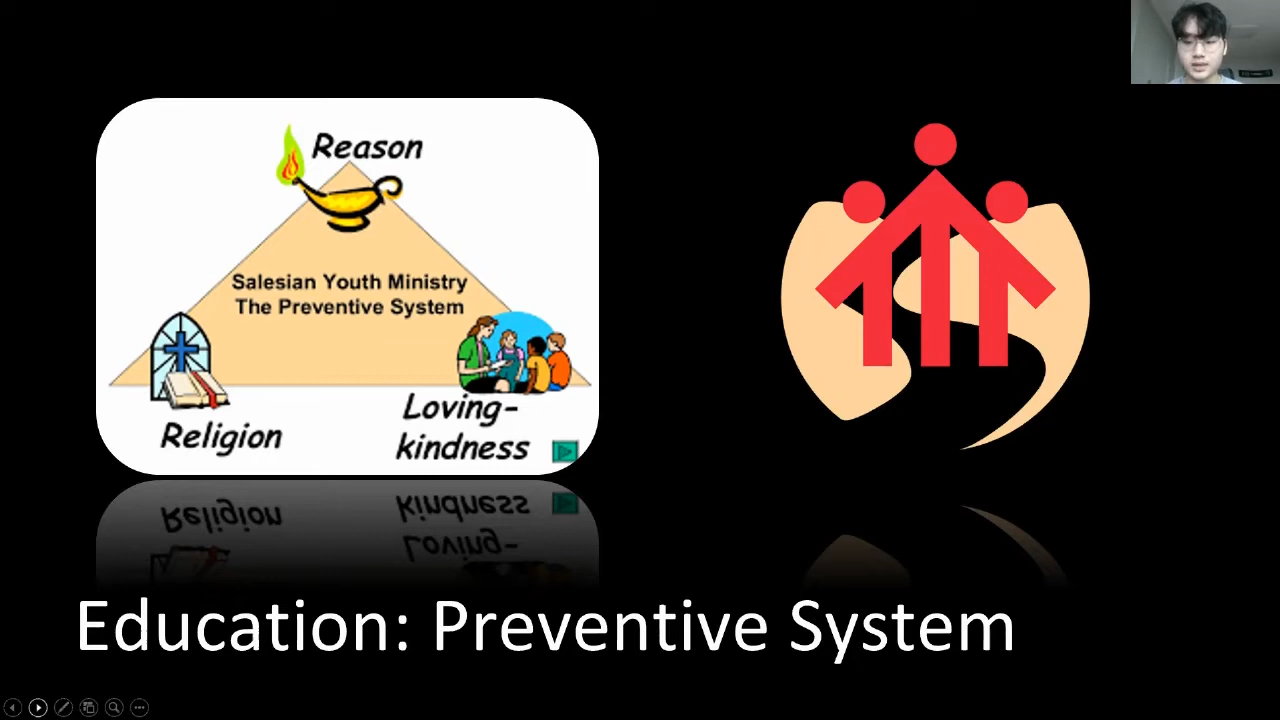 Reason
Salesian Youth Ministry
The Preventive System
Religion
Loving-
kindness
Education: Preventive System